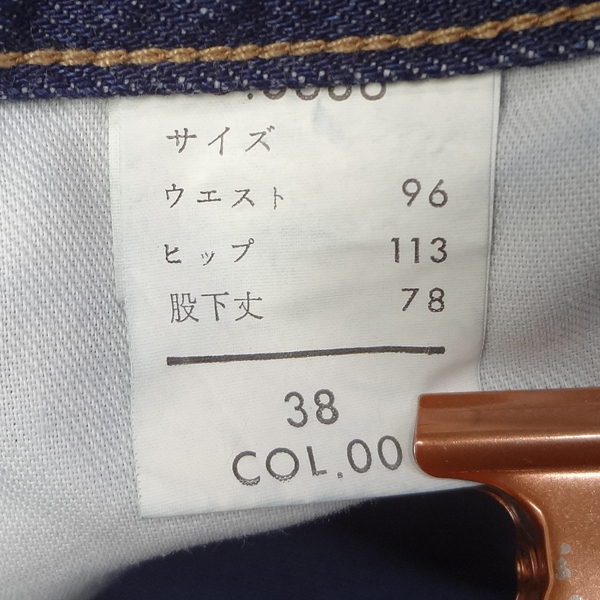 サイズ
ウエスト 96
ヒップ 113
股下丈 78
38
COL.00